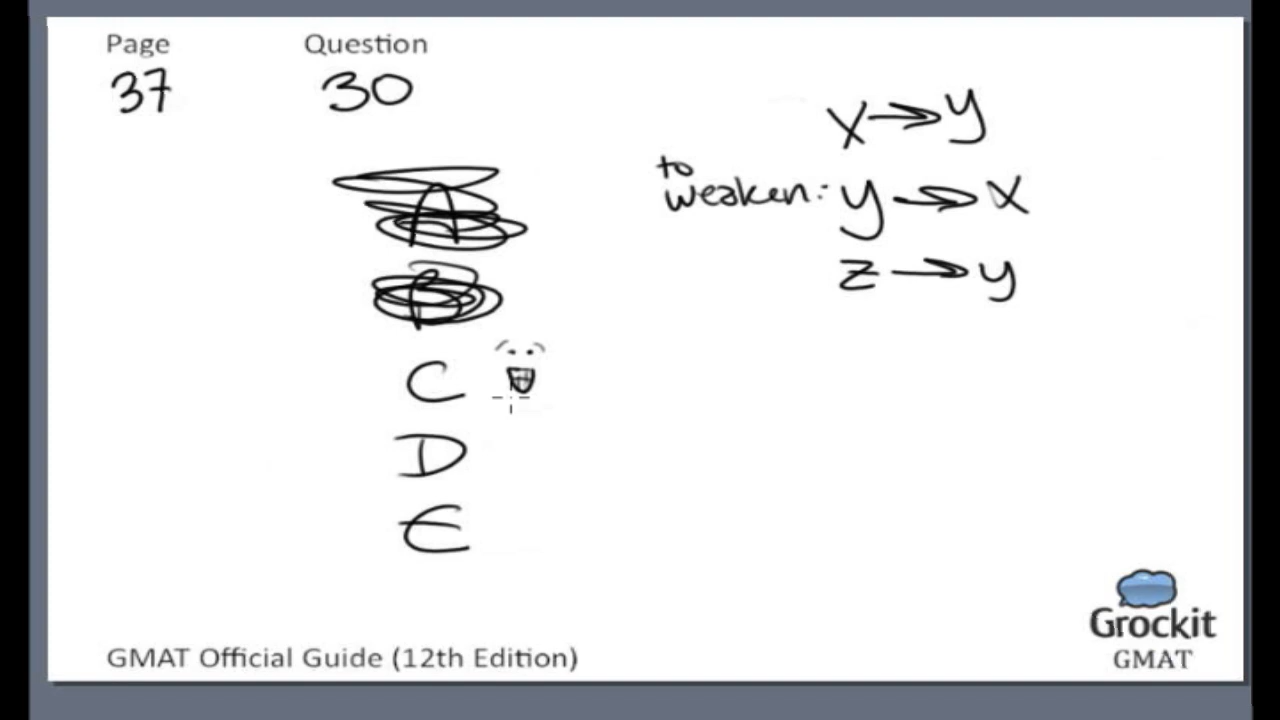 Page Question
37 30
x → y
to weaken: y → x
z → y
A
B
C
D
E
Grockit
GMAT
GMAT Official Guide (12th Edition)